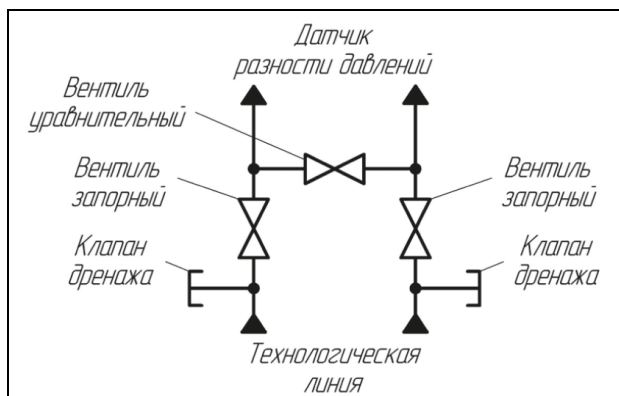 Датчик
разности давлений
Вентиль
уравнительный
Вентиль
запорный
Вентиль
запорный
Клапан
дренажа
Клапан
дренажа
Технологическая
линия